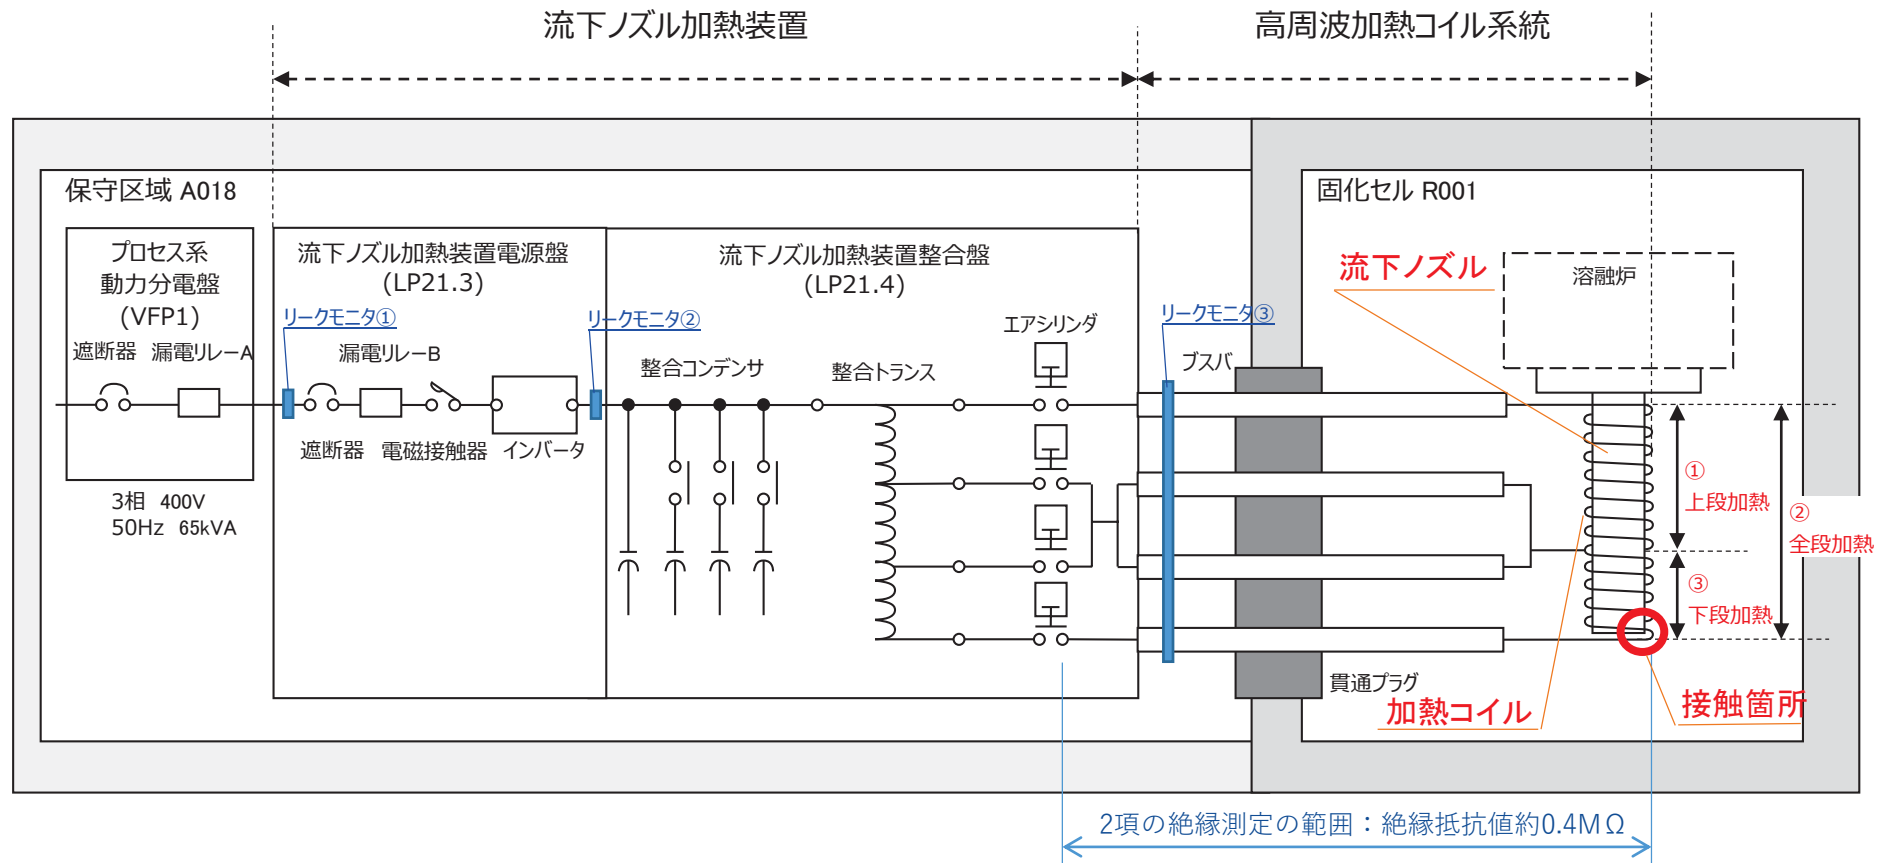 流下ノズル加熱装置
高周波加熱コイル系統
保守区域 A018
固化セル R001
プロセス系
動力分電盤
(VFP1)
遮断器 漏電リレーA
3相 400V
50Hz 65kVA
流下ノズル加熱装置電源盤
(LP21.3)
リークモニタ①
漏電リレーB
遮断器 電磁接触器 インバータ
流下ノズル加熱装置整合盤
(LP21.4)
リークモニタ②
整合コンデンサ
整合トランス
エアシリンダ
リークモニタ③
ブスバ
貫通プラグ
流下ノズル
溶融炉
①
上段加熱
②
全段加熱
③
下段加熱
加熱コイル
接触箇所
2項の絶縁測定の範囲：絶縁抵抗値約0.4MΩ